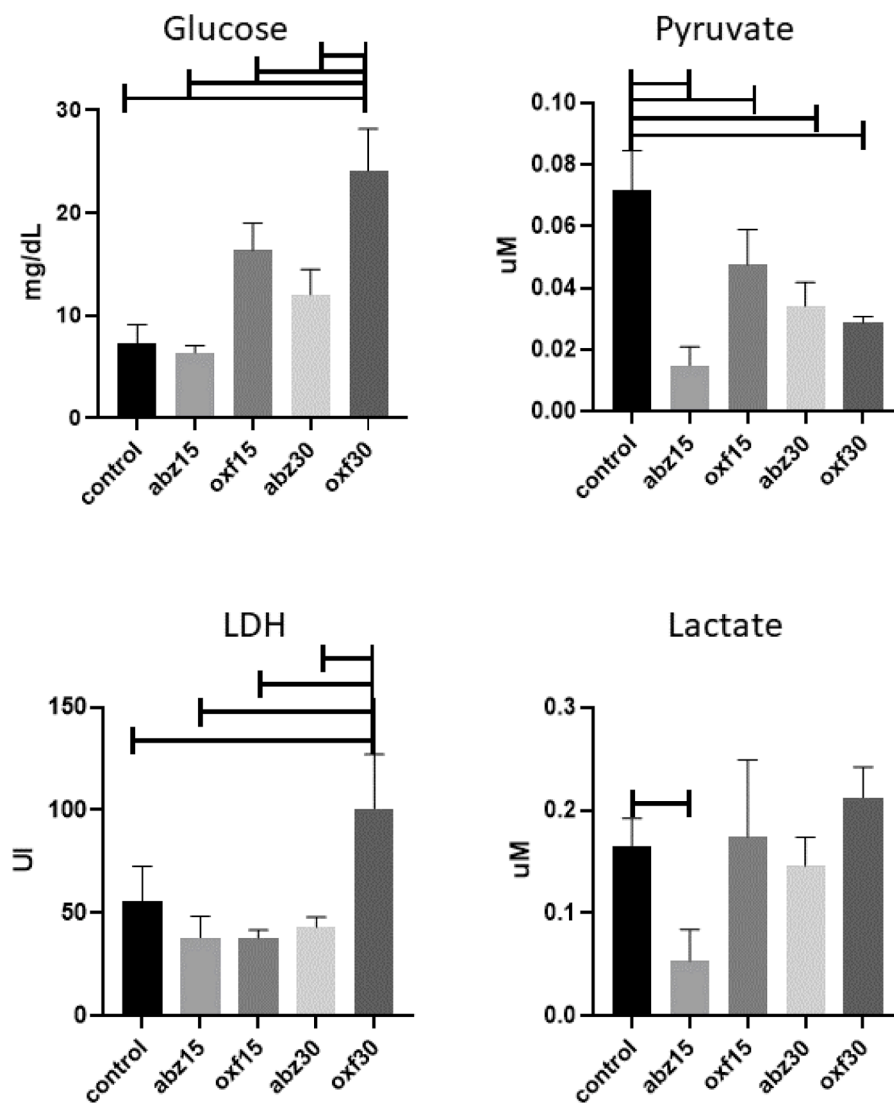 Glucose
30
20
10
0
mg/dL
control
abz15
oxf15
abz30
oxf30
Pyruvate
0.10
0.08
0.06
0.04
0.02
0.00
uM
control
abz15
oxf15
abz30
oxf30
LDH
150
100
50
0
UI
control
abz15
oxf15
abz30
oxf30
Lactate
0.3
0.2
0.1
0.0
uM
control
abz15
oxf15
abz30
oxf30